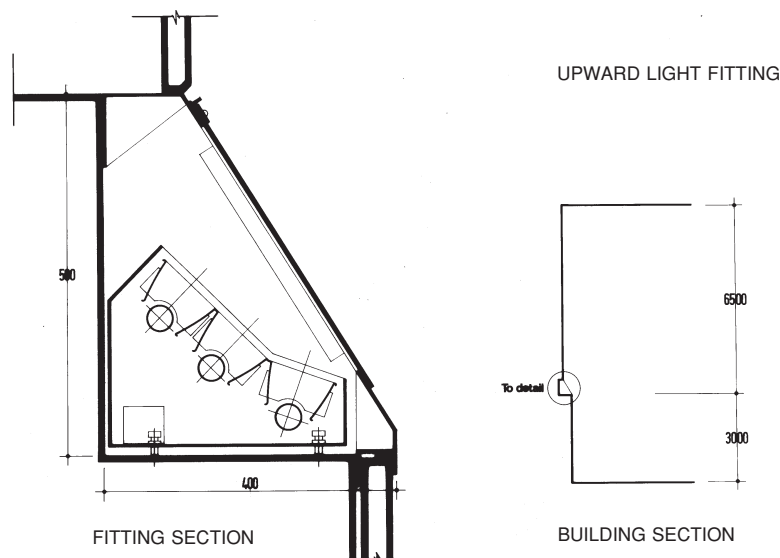 UPWARD LIGHT FITTING
500
6500
To detail
3000
400
FITTING SECTION
BUILDING SECTION